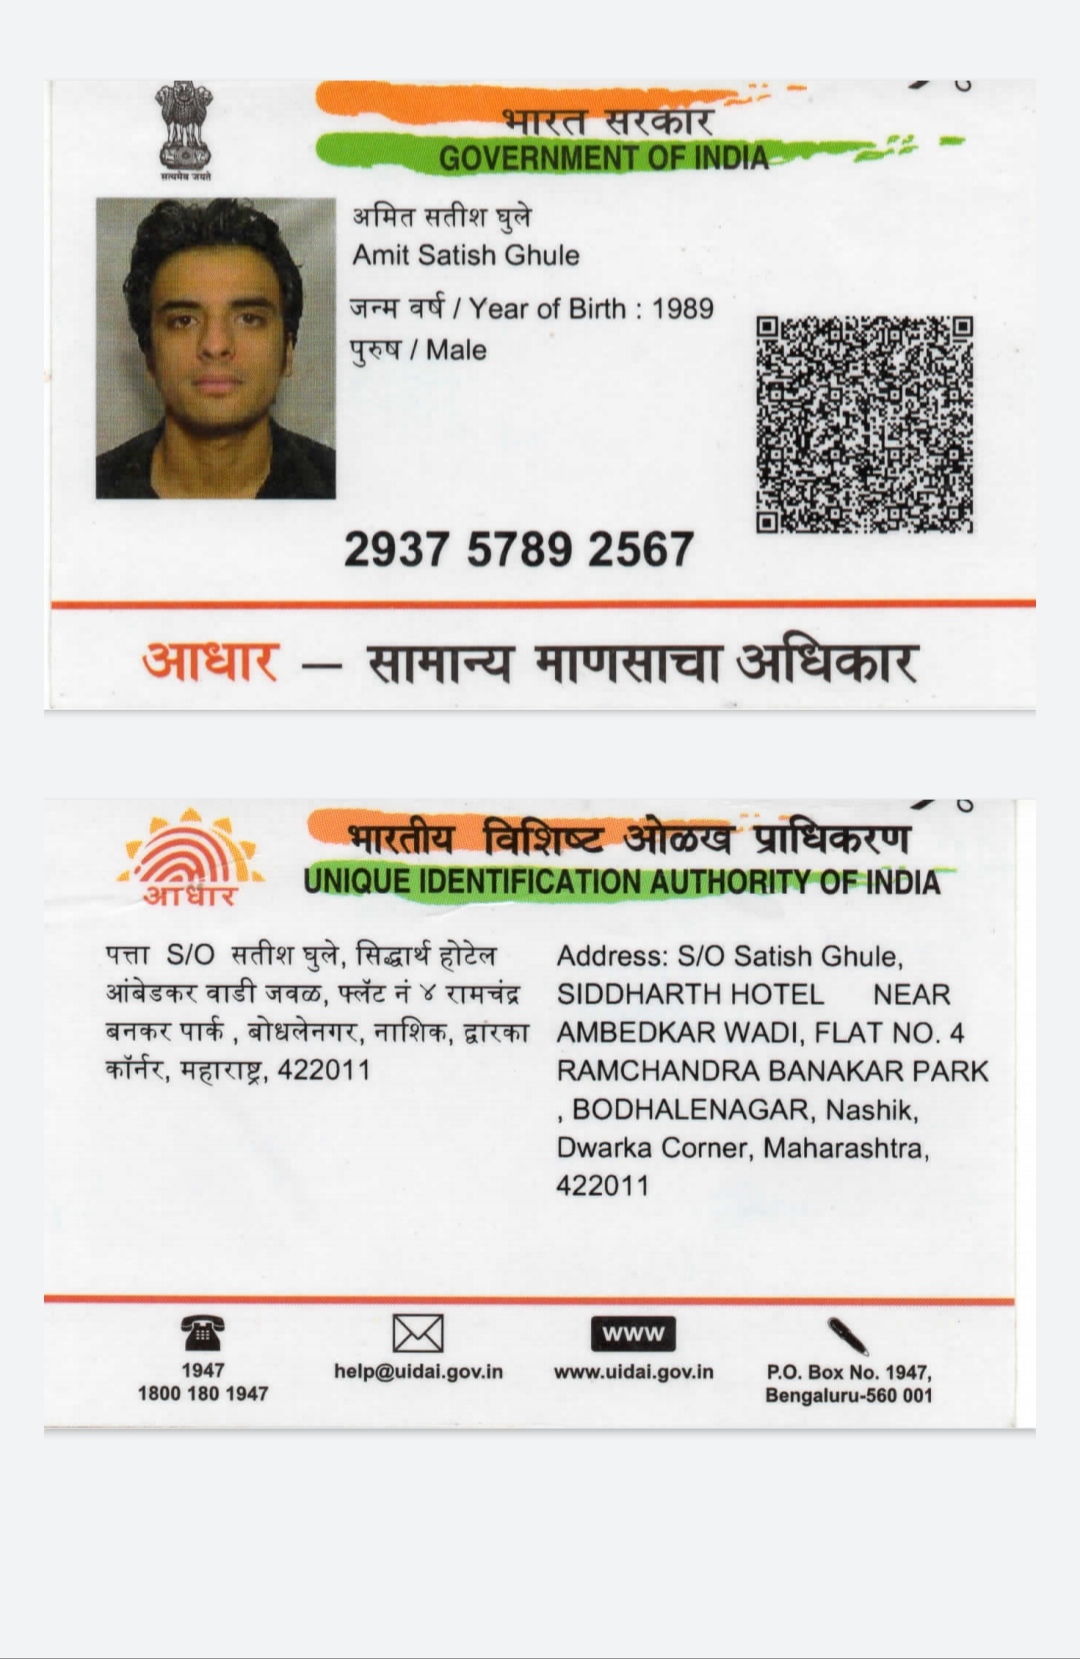 सत्यमेव जयते
भारत सरकार
GOVERNMENT OF INDIA
अमित सतीश घुले
Amit Satish Ghule
जन्म वर्ष / Year of Birth : 1989
पुरुष / Male
2937 5789 2567
आधार – सामान्य माणसाचा अधिकार
भारतीय विशिष्ट ओळख प्राधिकरण
UNIQUE IDENTIFICATION AUTHORITY OF INDIA
आधार
पत्ता S/O सतीश घुले, सिद्धार्थ होटेल
आंबेडकर वाडी जवळ, फ्लॅट नं ४ रामचंद्र
बनकर पार्क , बोधलेनगर, नाशिक, द्वारका
कॉर्नर, महाराष्ट्र, 422011
Address: S/O Satish Ghule,
SIDDHARTH HOTEL NEAR
AMBEDKAR WADI, FLAT NO. 4
RAMCHANDRA BANAKAR PARK
, BODHALENAGAR, Nashik,
Dwarka Corner, Maharashtra,
422011
1947
1800 180 1947
help@uidai.gov.in
www
www.uidai.gov.in
P.O. Box No. 1947,
Bengaluru-560 001